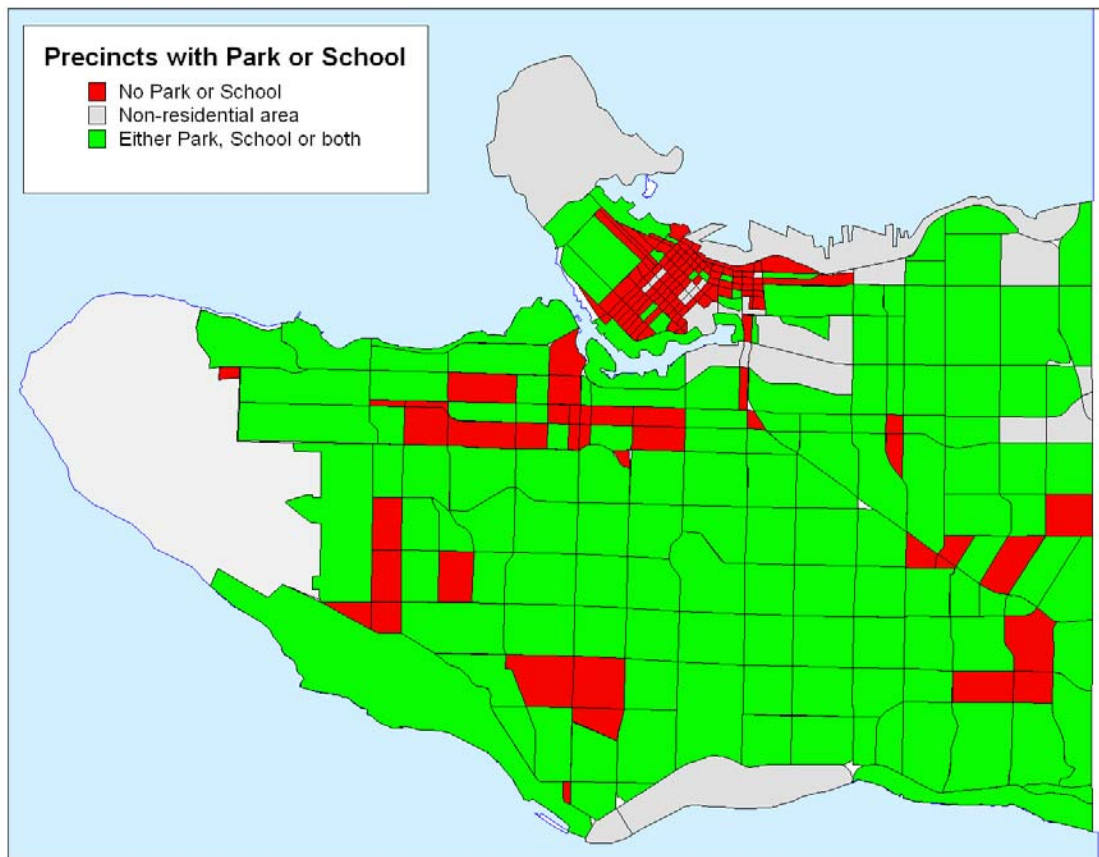 Precincts with Park or School
No Park or School
Non-residential area
Either Park, School or both